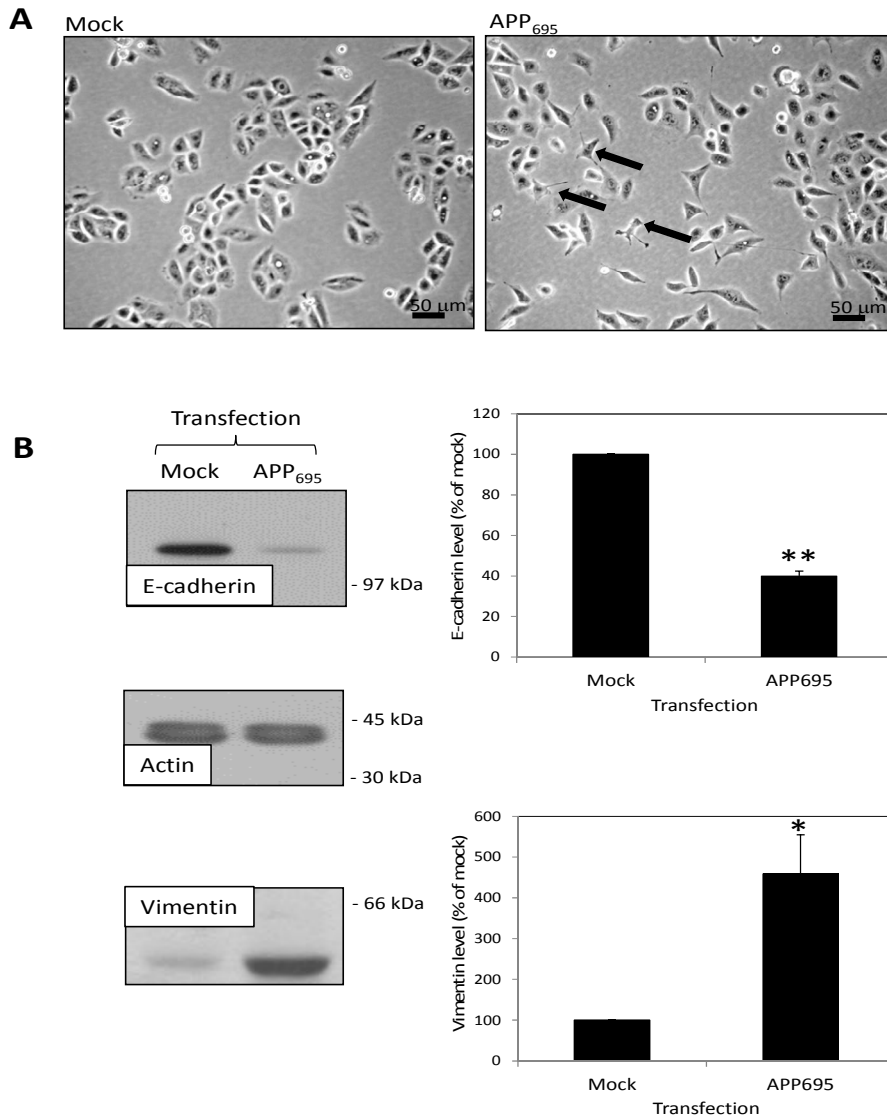 A
Mock
APP695
50 μm
50 μm
B
Transfection
Mock APP695
E-cadherin
- 97 kDa
Actin
- 45 kDa
- 30 kDa
Vimentin
- 66 kDa
E-cadherin level (% of mock)
120
100
80
60
40
20
0
**
Mock APP695
Transfection
Vimentin level (% of mock)
600
500
400
300
200
100
0
*
Mock APP695
Transfection